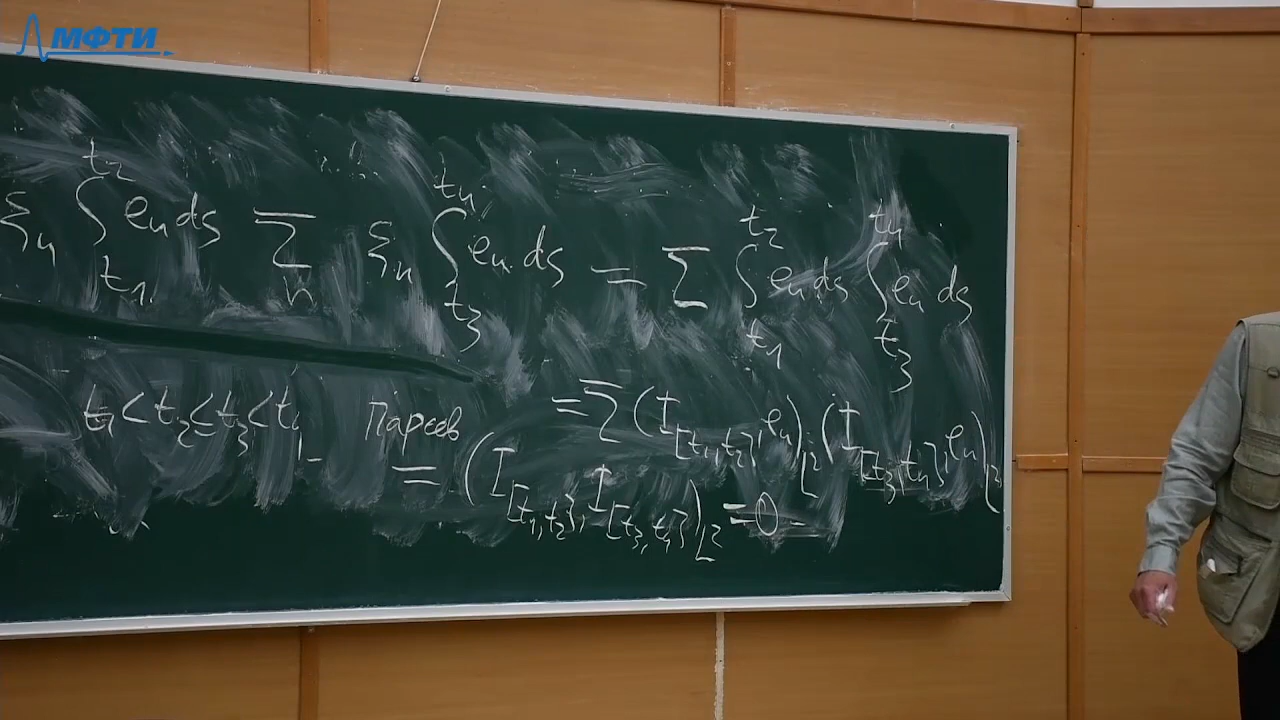 МФТИ
ξₙ ∫_{t₁}^{t₂} eₙ ds ∑_n ξₙ ∫_{t₃}^{t₄} eₙ ds = ∑ ∫_{t₁}^{t₂} eₙ ds ∫_{t₃}^{t₄} eₙ ds
t₁ < t₂ ≤ t₃ < t₄ = ∑ (I_{[t₁,t₂]}, eₙ)_{L²} (I_{[t₃,t₄]}, eₙ)_{L²}
Парсев = (I_{[t₁,t₂]}, I_{[t₃,t₄]})_{L²} = 0